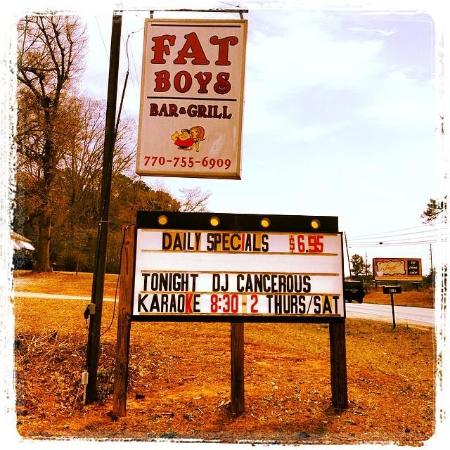 FAT
BOYS
BAR & GRILL
770-755-6909
DAILY SPECIALS $6.95
TONIGHT DJ CANCEROUS
KARAOKE 8:30-2 THURS/SAT